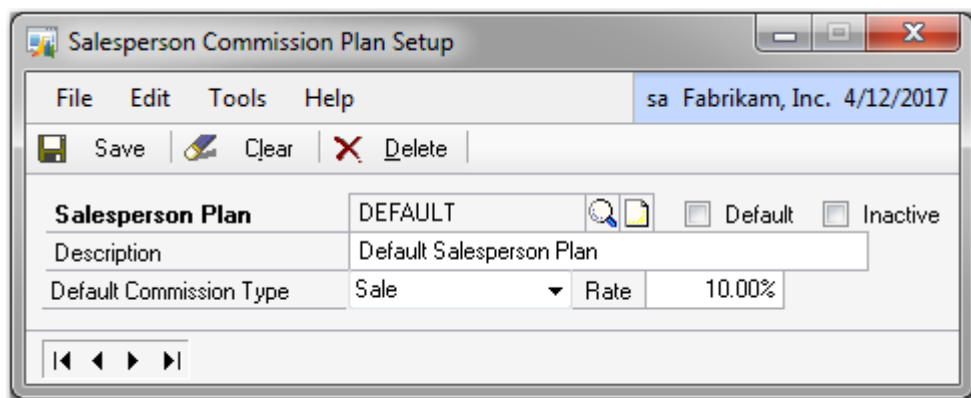 Salesperson Commission Plan Setup
File Edit Tools Help sa Fabrikam, Inc. 4/12/2017
Save Clear Delete
Salesperson Plan DEFAULT Default Inactive
Description Default Salesperson Plan
Default Commission Type Sale Rate 10.00%